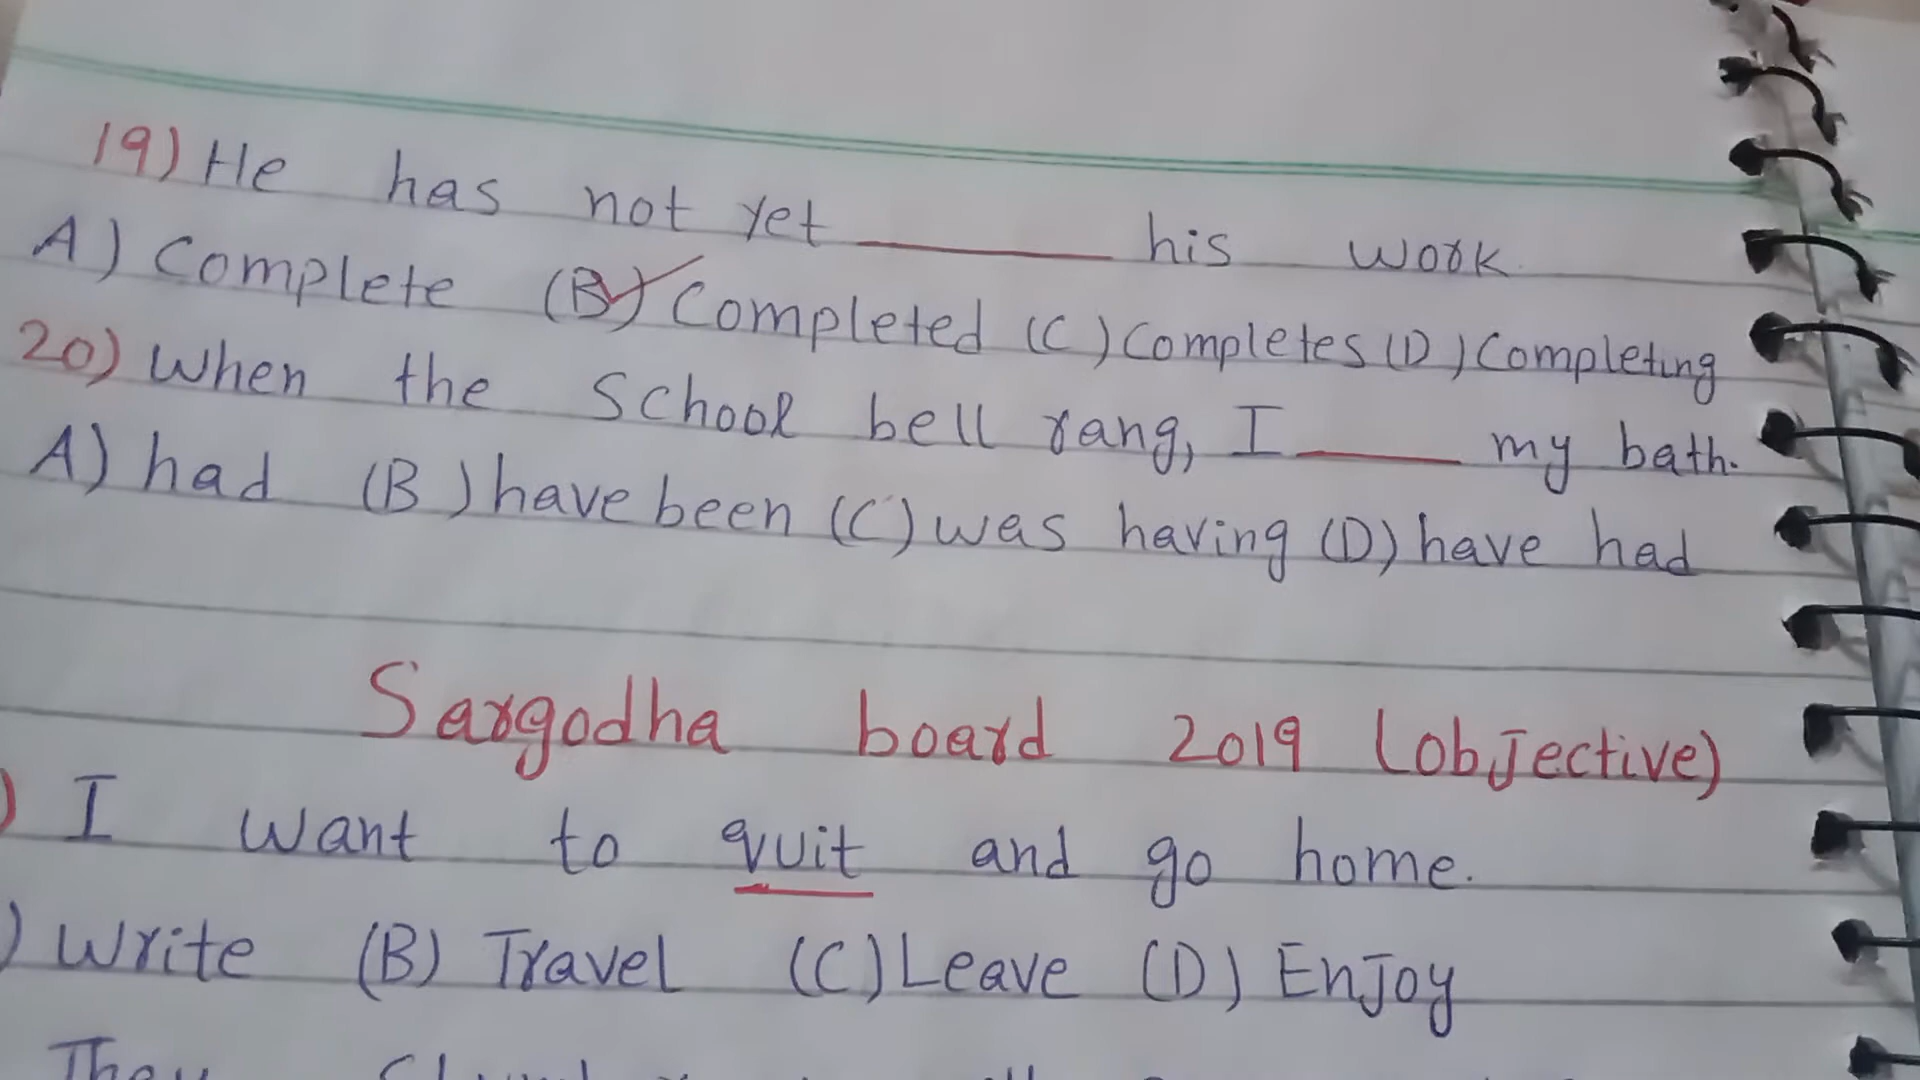 19) He has not yet ______ his work.
A) Complete (B) Completed (C) Completes (D) Completing
20) When the School bell rang, I ____ my bath.
A) had (B) have been (C) was having (D) have had
Sargodha board 2019 (objective)
) I want to quit and go home.
) Write (B) Travel (C) Leave (D) Enjoy
They